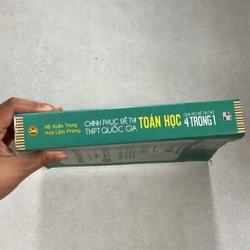 Hồ Xuân Trọng
Hứa Lâm Phong
CHINH PHỤC ĐỀ THI
THPT QUỐC GIA
TOÁN HỌC
4 TRONG 1